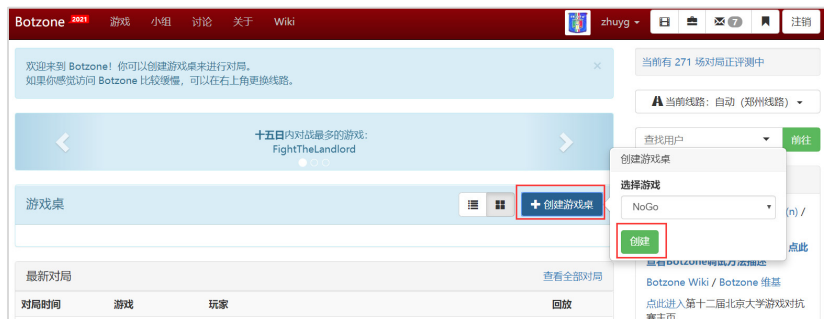 Botzone 2021 游戏 小组 讨论 关于 Wiki zhuyg 7 注销
欢迎来到 Botzone！你可以创建游戏桌来进行对局。
如果你感觉访问 Botzone 比较缓慢，可以在右上角更换线路。
×
当前有 271 场对局正评测中
当前线路：自动（郑州线路）
十五日内对战最多的游戏：
FightTheLandlord
查找用户 前往
创建游戏桌
选择游戏
NoGo
创建
游戏桌 创建游戏桌
(n) /
点此
查看Botzone调试方法描述
Botzone Wiki / Botzone 维基
点此进入第十二届北京大学游戏对抗
赛主页
最新对局 查看全部对局
对局时间 游戏 玩家 回放